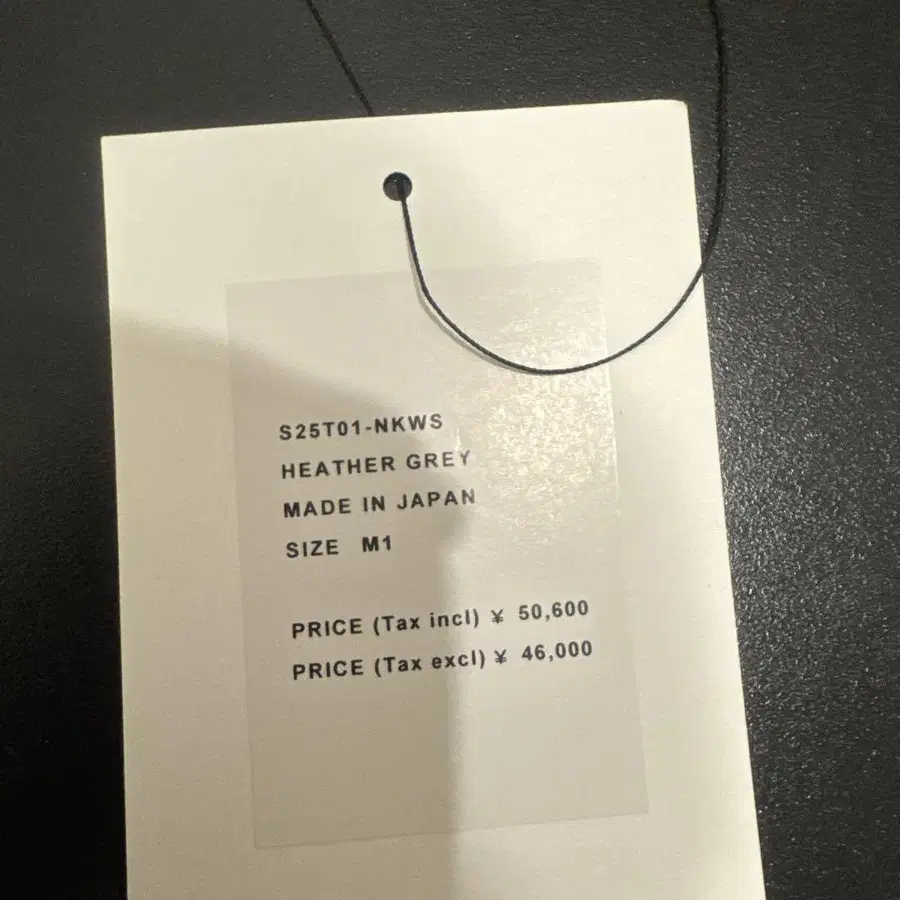 S25T01-NKWS
HEATHER GREY
MADE IN JAPAN
SIZE M1
PRICE (Tax incl) ¥ 50,600
PRICE (Tax excl) ¥ 46,000